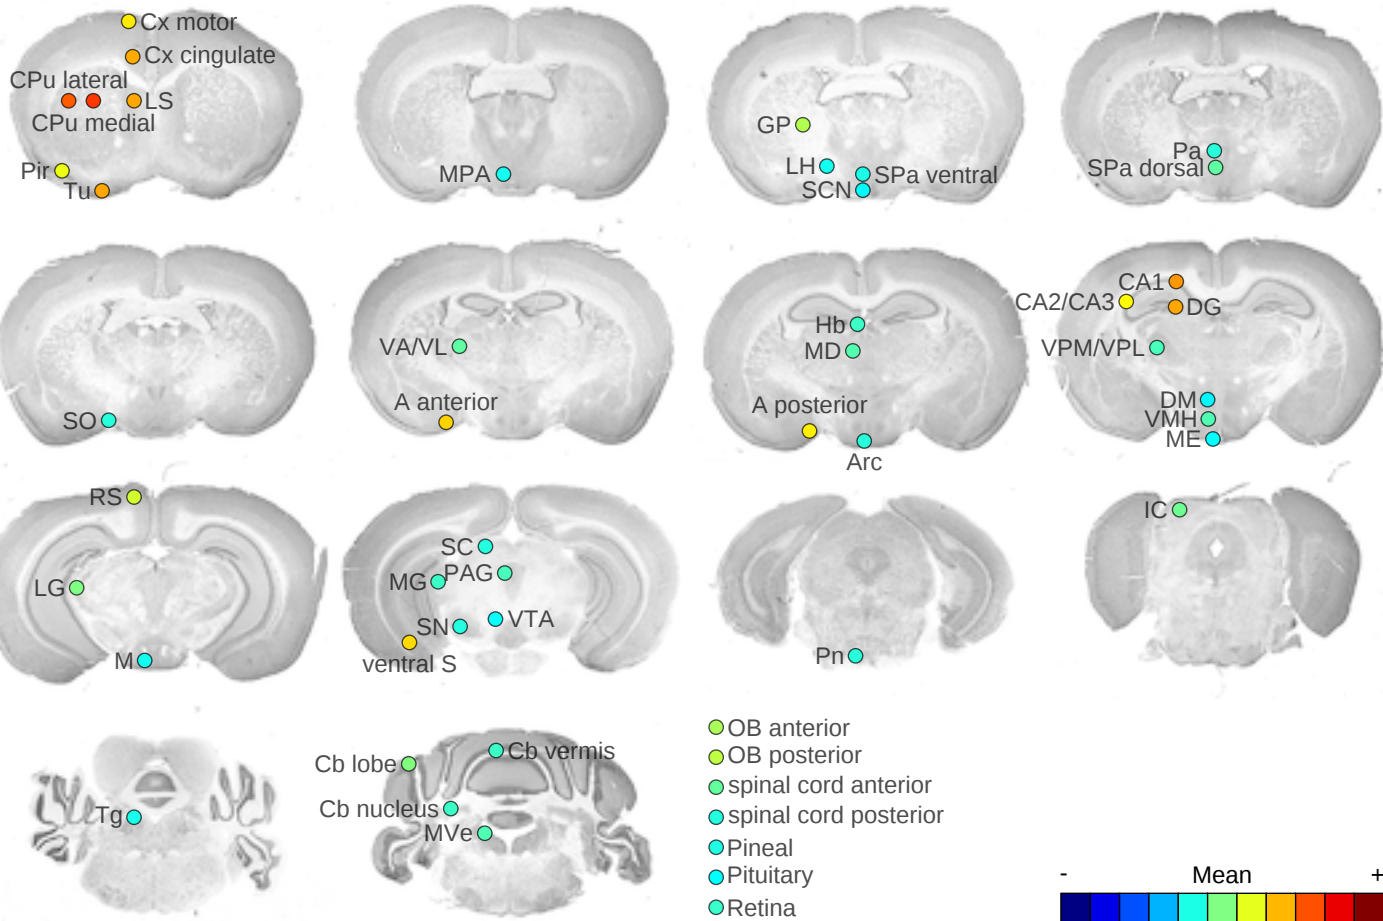 Cx motor
Cx cingulate
CPu lateral
LS
CPu medial
Pir
Tu
MPA
GP
LH
SPa ventral
SCN
Pa
SPa dorsal
SO
VA/VL
A anterior
Hb
MD
A posterior
Arc
CA1
CA2/CA3
DG
VPM/VPL
DM
VMH
ME
RS
LG
M
SC
MG
PAG
SN
VTA
ventral S
Pn
IC
Tg
Cb lobe
Cb vermis
Cb nucleus
MVe
OB anterior
OB posterior
spinal cord anterior
spinal cord posterior
Pineal
Pituitary
Retina
- Mean +